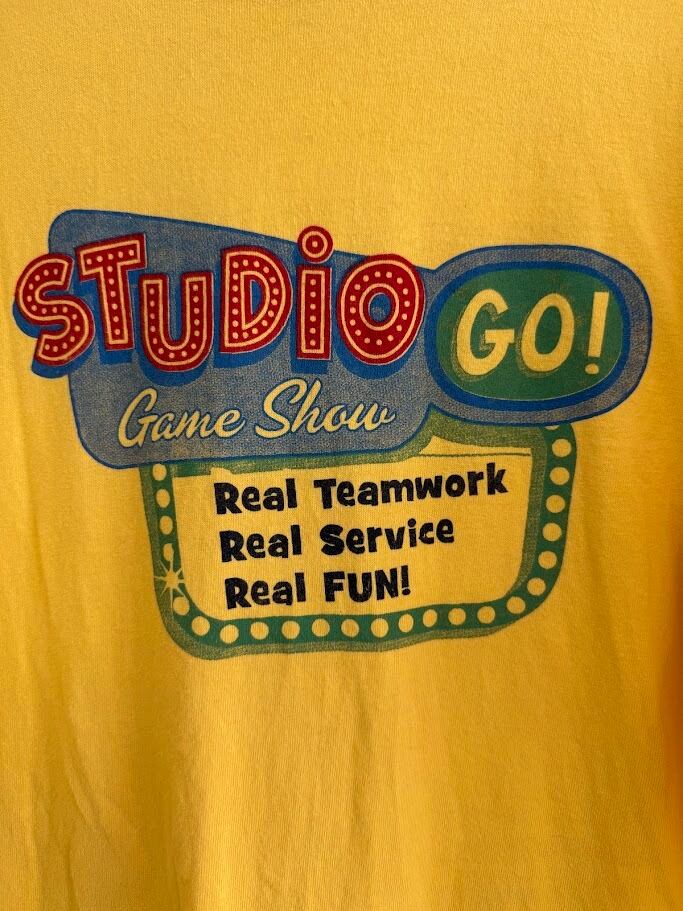 STUDiO GO!
Game Show
Real Teamwork
Real Service
Real FUN!